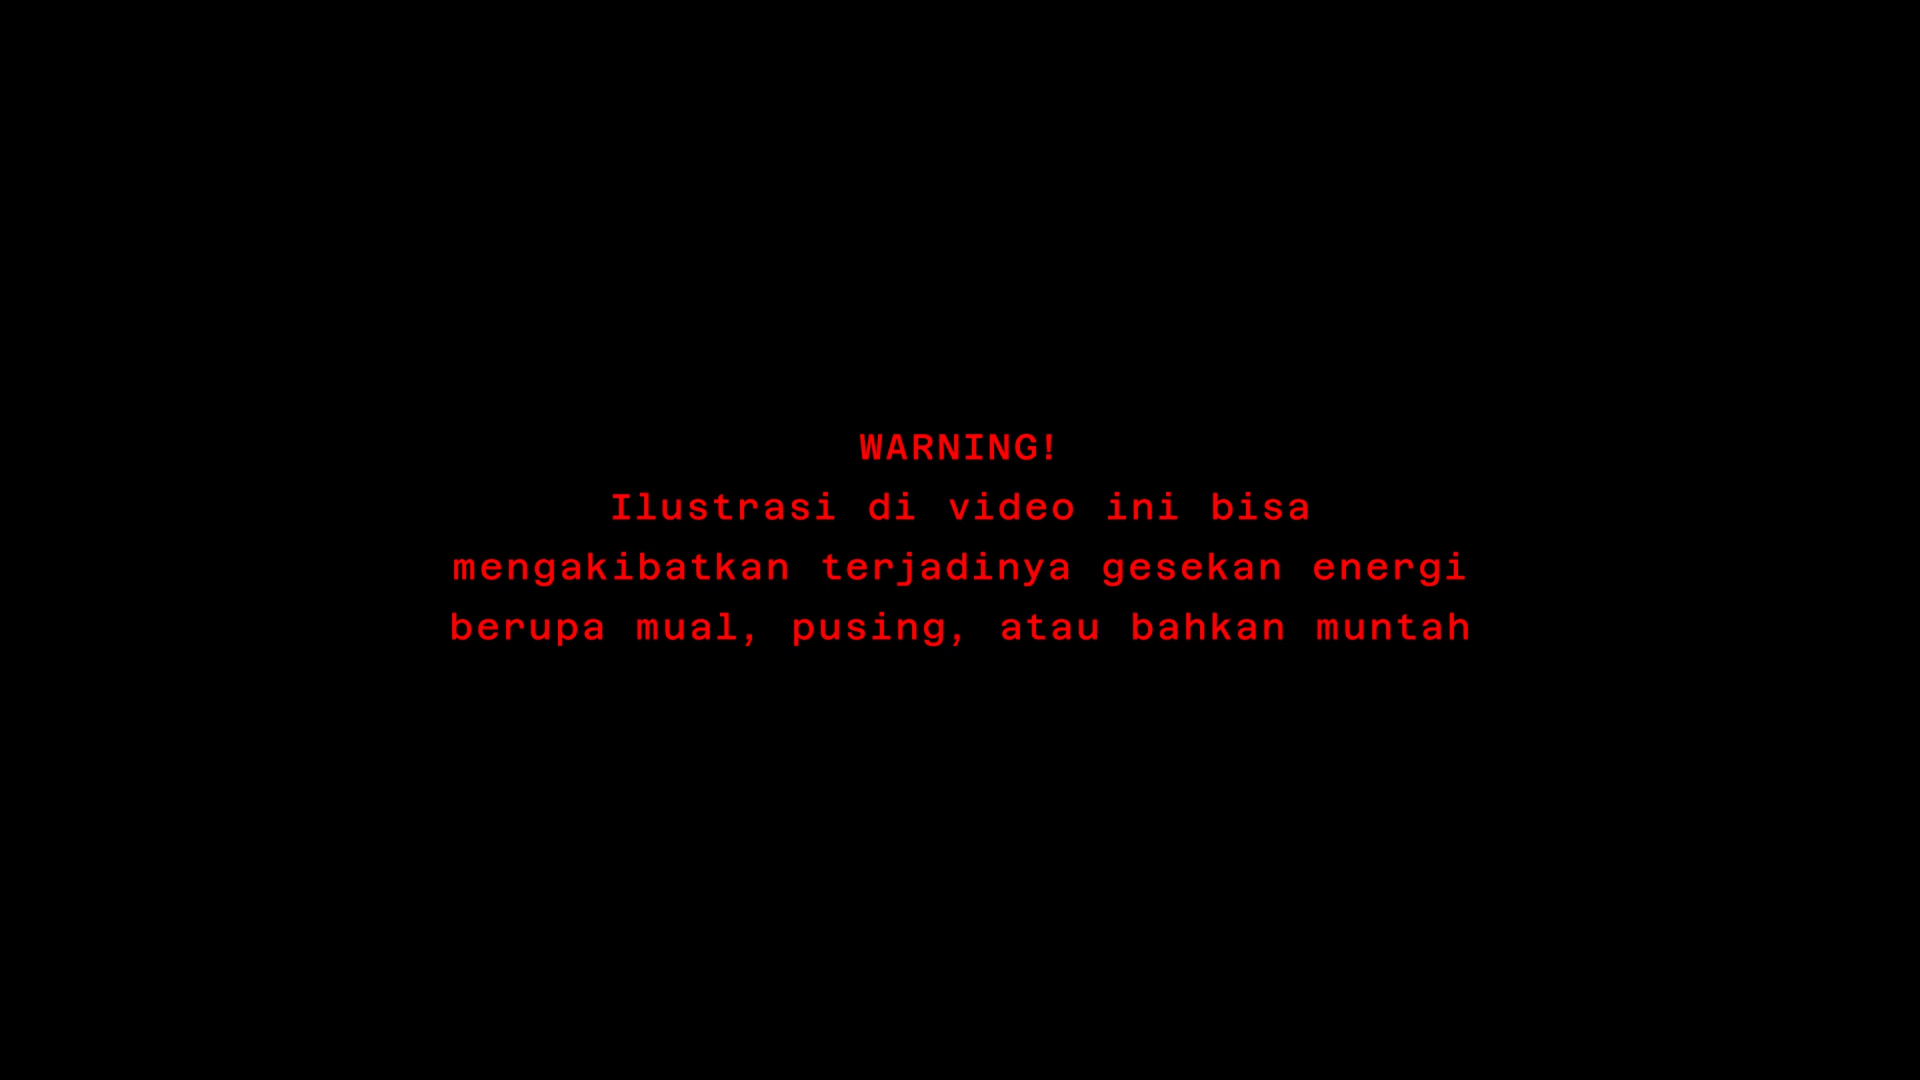 WARNING!
Ilustrasi di video ini bisa
mengakibatkan terjadinya gesekan energi
berupa mual, pusing, atau bahkan muntah